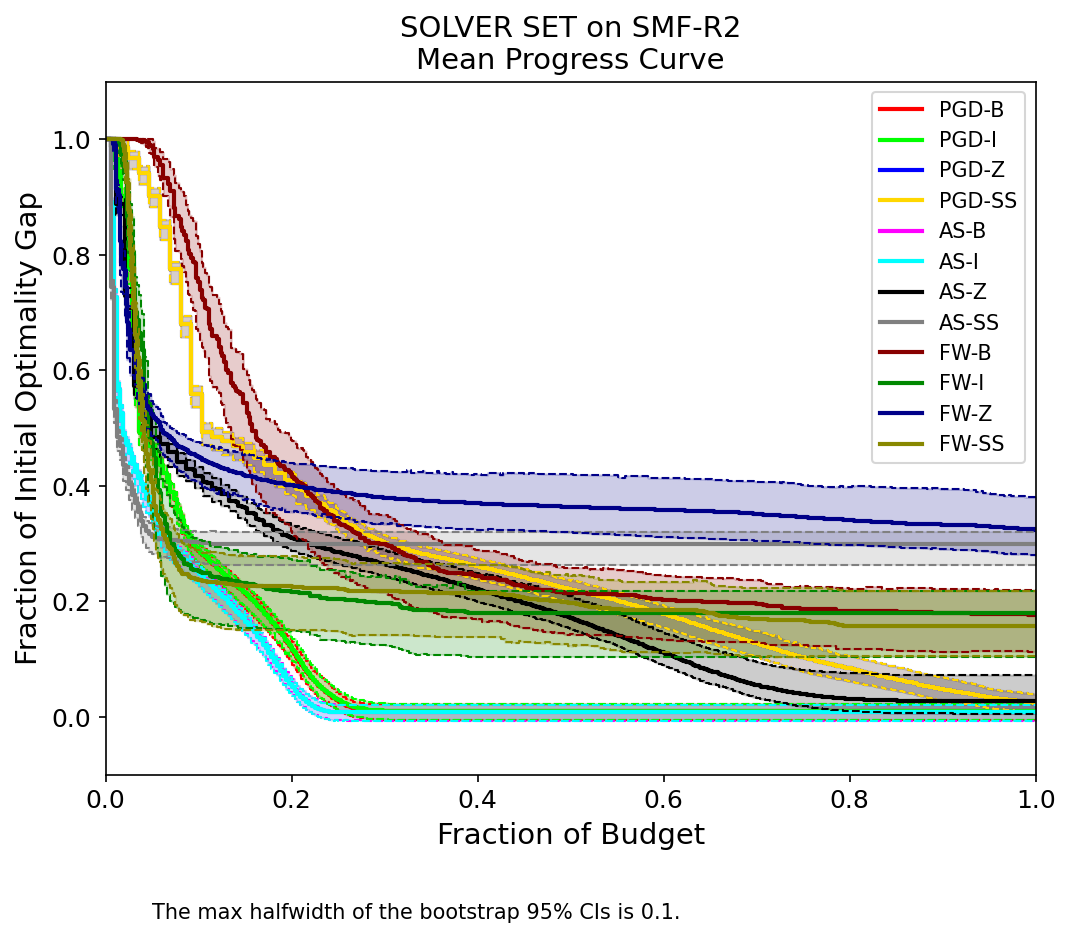 SOLVER SET on SMF-R2
Mean Progress Curve
Fraction of Initial Optimality Gap
1.0
0.8
0.6
0.4
0.2
0.0
PGD-B
PGD-I
PGD-Z
PGD-SS
AS-B
AS-I
AS-Z
AS-SS
FW-B
FW-I
FW-Z
FW-SS
0.0 0.2 0.4 0.6 0.8 1.0
Fraction of Budget
The max halfwidth of the bootstrap 95% CIs is 0.1.